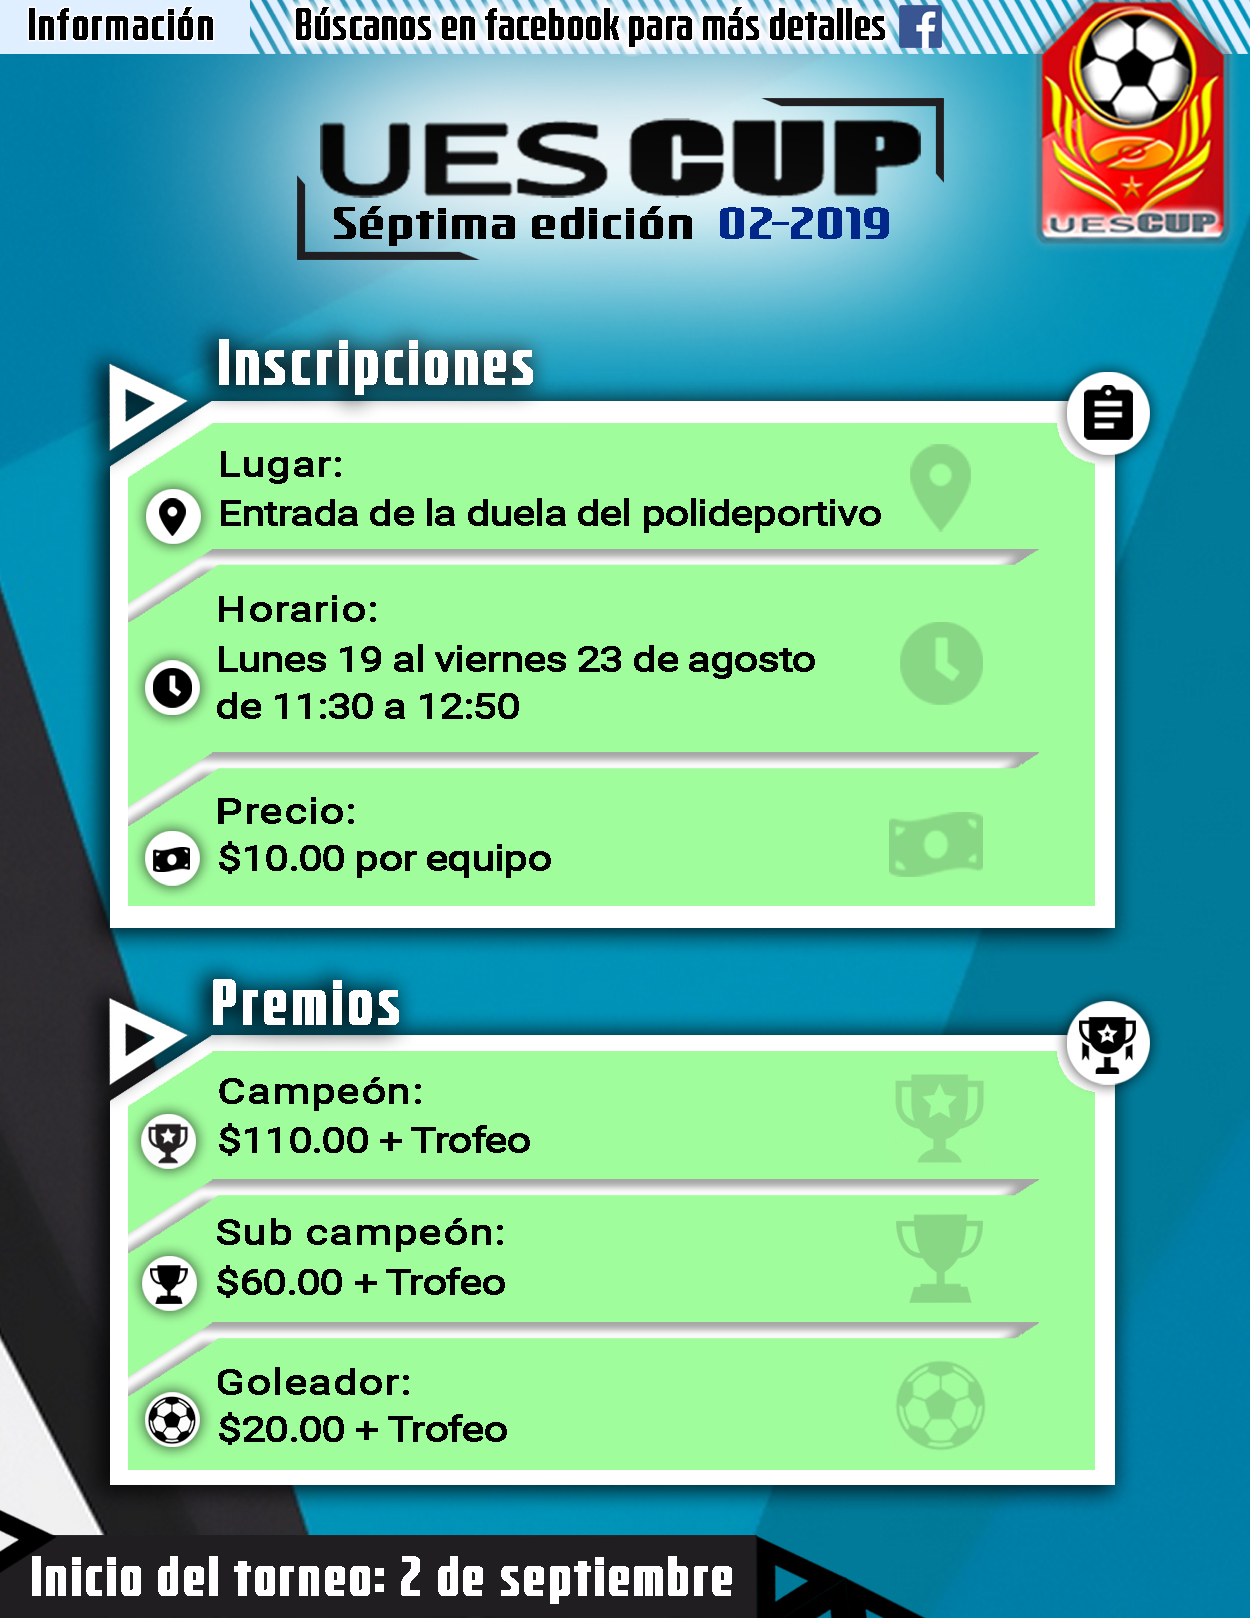 Información
Búscanos en facebook para más detalles
UES CUP
Séptima edición 02-2019
UESCUP
Inscripciones
Lugar:
Entrada de la duela del polideportivo
Horario:
Lunes 19 al viernes 23 de agosto
de 11:30 a 12:50
Precio:
$10.00 por equipo
Premios
Campeón:
$110.00 + Trofeo
Sub campeón:
$60.00 + Trofeo
Goleador:
$20.00 + Trofeo
Inicio del torneo: 2 de septiembre